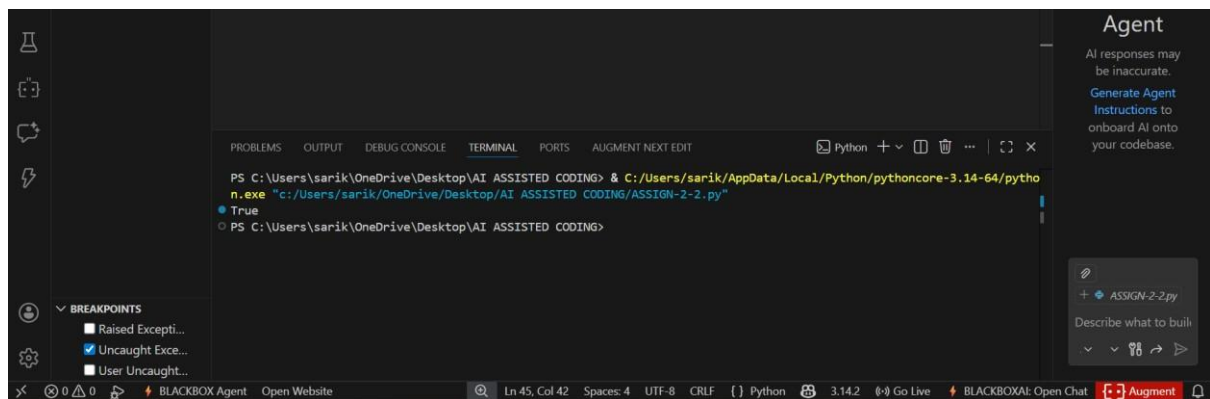 Agent
AI responses may
be inaccurate.
Generate Agent
Instructions to
onboard AI onto
your codebase.
PROBLEMS OUTPUT DEBUG CONSOLE TERMINAL PORTS AUGMENT NEXT EDIT Python
PS C:\Users\sarik\OneDrive\Desktop\AI ASSISTED CODING> & C:/Users/sarik/AppData/Local/Python/pythoncore-3.14-64/pytho
n.exe "c:/Users/sarik/OneDrive/Desktop/AI ASSISTED CODING/ASSIGN-2-2.py"
True
PS C:\Users\sarik\OneDrive\Desktop\AI ASSISTED CODING>
BREAKPOINTS
Raised Excepti...
Uncaught Exce...
User Uncaught...
ASSIGN-2-2.py
Describe what to buil
0 0 BLACKBOX Agent Open Website Ln 45, Col 42 Spaces: 4 UTF-8 CRLF { } Python 3.14.2 Go Live BLACKBOXAI: Open Chat Augment